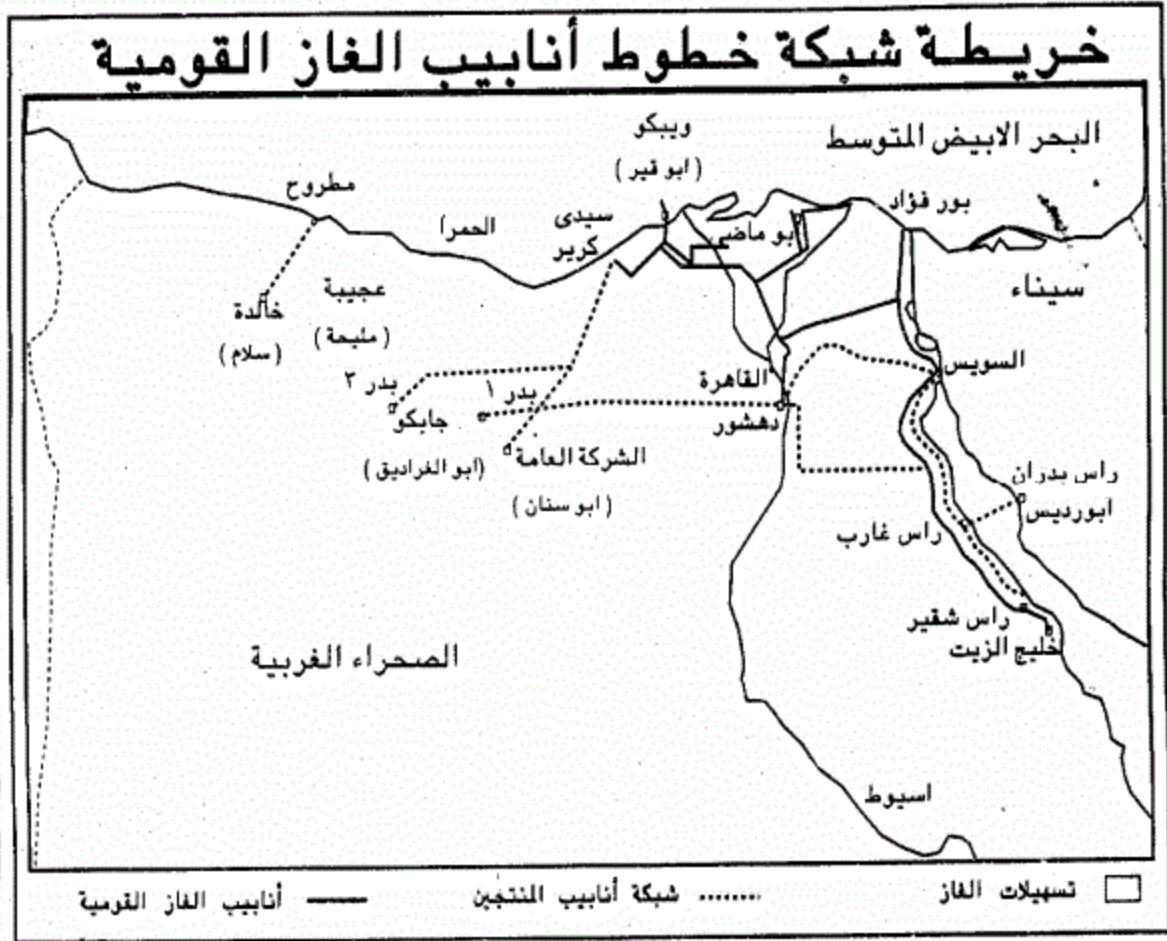 خريطة شبكة خطوط أنابيب الغاز القومية
البحر الابيض المتوسط
ويبكو
(ابو قير)
بور فؤاد
أبو ماضى
سيدى
كرير
الحمرا
مطروح
سيناء
عجيبة
(مليحة)
خالدة
(سلام)
السويس
القاهرة
دهشور
بدر ١
بدر ٣
جابكو
(ابو الغراديق)
الشركة العامة
(ابو سنان)
راس بدران
ابورديس
راس غارب
راس شقير
خليج الزيت
الصحراء الغربية
اسيوط
تسهيلات الغاز
شبكة أنابيب المنتجين
أنابيب الغاز القومية